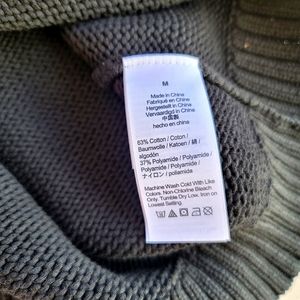 M
Made in China
Fabriqué en Chine
Hergestellt in China
Vervaardigd in China
中国製
hecho en china
63% Cotton / Coton /
Baumwolle / Katoen / 綿 /
algodón
37% Polyamide / Polyamide /
Polyamide / Polyamide /
ナイロン / poliamida
Machine Wash Cold With Like
Colors. Non-Chlorine Bleach
Only. Tumble Dry Low. Iron on
Lowest Setting.